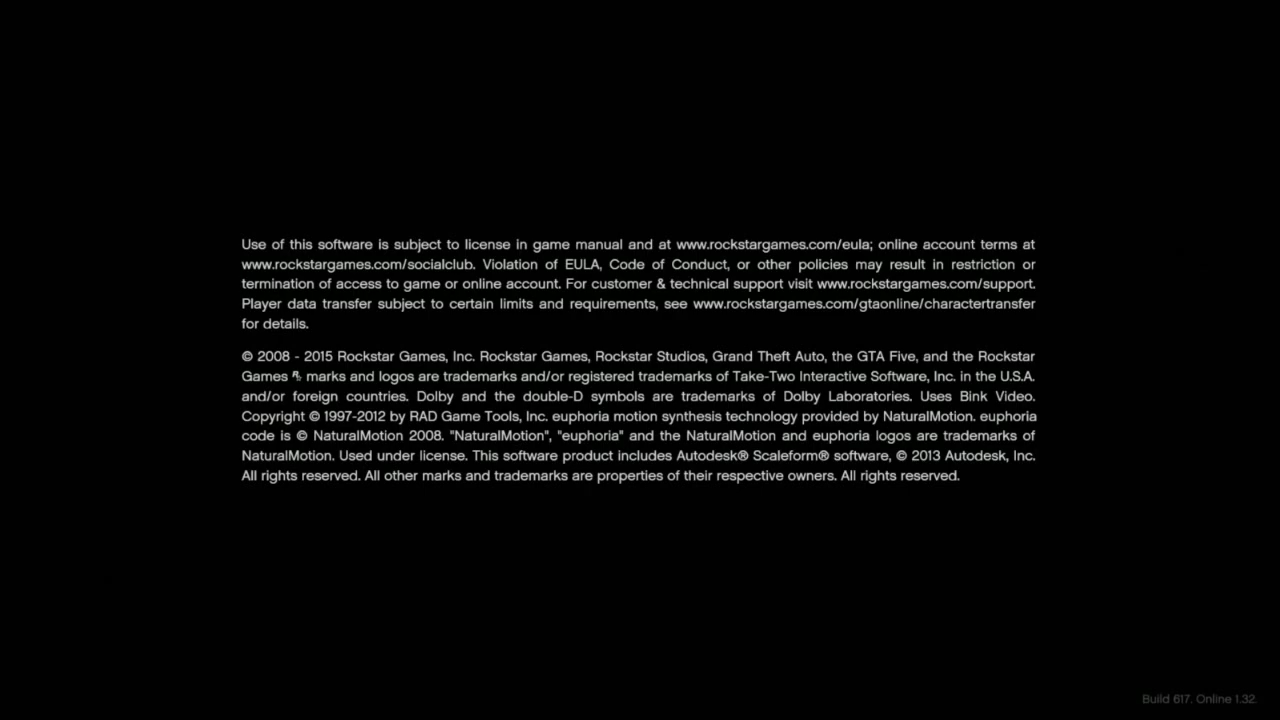 Use of this software is subject to license in game manual and at www.rockstargames.com/eula; online account terms at
www.rockstargames.com/socialclub. Violation of EULA, Code of Conduct, or other policies may result in restriction or
termination of access to game or online account. For customer & technical support visit www.rockstargames.com/support.
Player data transfer subject to certain limits and requirements, see www.rockstargames.com/gtaonline/charactertransfer
for details.
© 2008 - 2015 Rockstar Games, Inc. Rockstar Games, Rockstar Studios, Grand Theft Auto, the GTA Five, and the Rockstar
Games R* marks and logos are trademarks and/or registered trademarks of Take-Two Interactive Software, Inc. in the U.S.A.
and/or foreign countries. Dolby and the double-D symbols are trademarks of Dolby Laboratories. Uses Bink Video.
Copyright © 1997-2012 by RAD Game Tools, Inc. euphoria motion synthesis technology provided by NaturalMotion. euphoria
code is © NaturalMotion 2008. "NaturalMotion", "euphoria" and the NaturalMotion and euphoria logos are trademarks of
NaturalMotion. Used under license. This software product includes Autodesk® Scaleform® software, © 2013 Autodesk, Inc.
All rights reserved. All other marks and trademarks are properties of their respective owners. All rights reserved.
Build 617. Online 1.32.